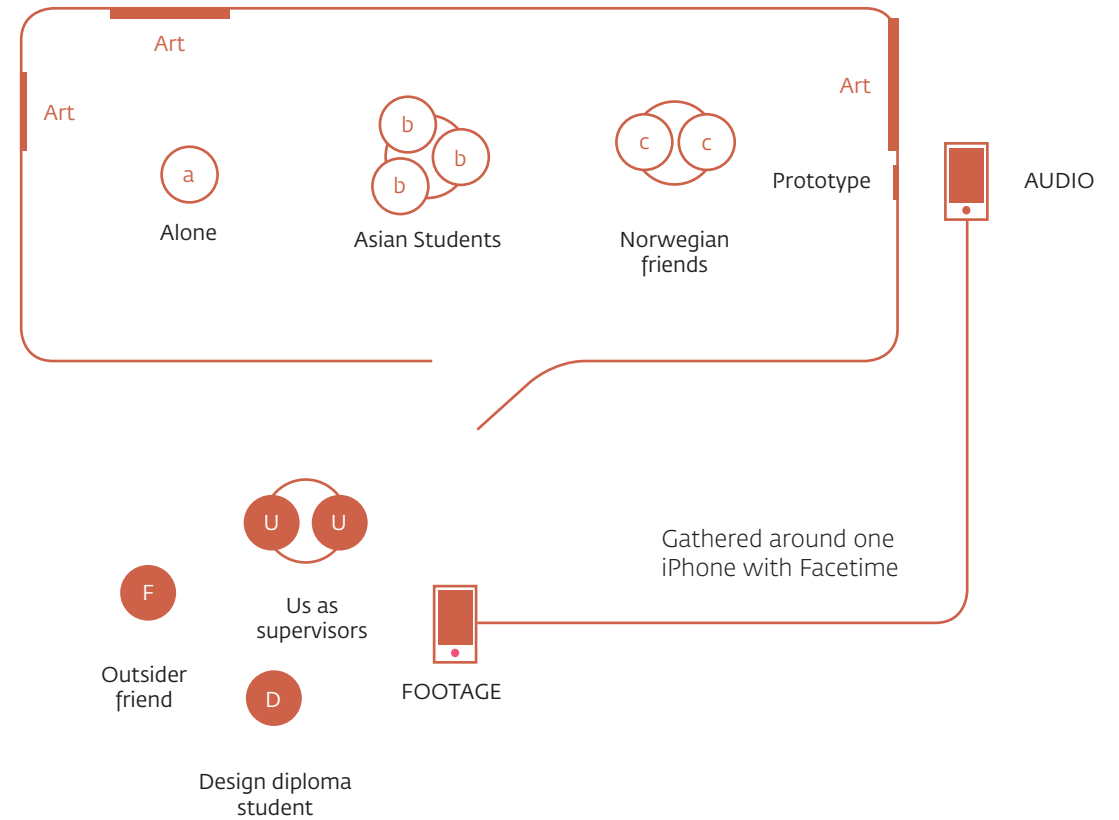 Art
Art
Art
a
b
b
b
c
c
Prototype
AUDIO
Alone
Asian Students
Norwegian
friends
U
U
Gathered around one
iPhone with Facetime
F
Us as
supervisors
Outsider
friend
D
FOOTAGE
Design diploma
student